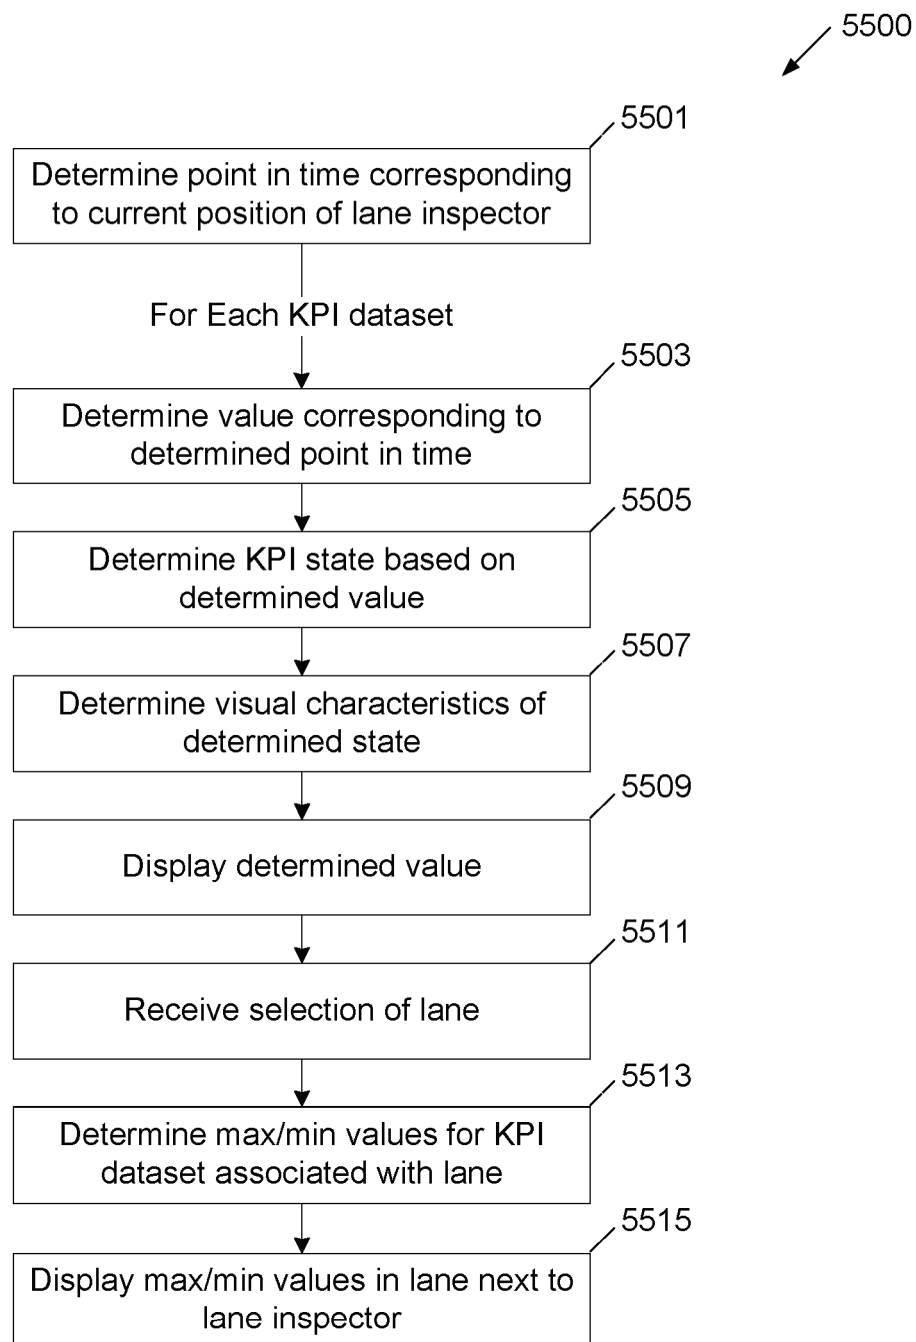 5500
5501
Determine point in time corresponding
to current position of lane inspector
For Each KPI dataset
5503
Determine value corresponding to
determined point in time
5505
Determine KPI state based on
determined value
5507
Determine visual characteristics of
determined state
5509
Display determined value
5511
Receive selection of lane
5513
Determine max/min values for KPI
dataset associated with lane
5515
Display max/min values in lane next to
lane inspector